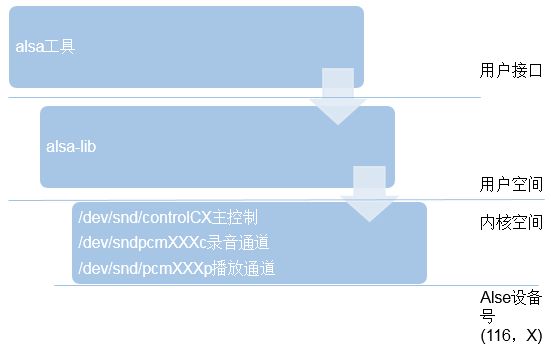 alsa工具
用户接口
alsa-lib
用户空间
/dev/snd/controlCX主控制
内核空间
/dev/sndpcmXXXc录音通道
/dev/snd/pcmXXXp播放通道
Alse设备
号
(116，X)